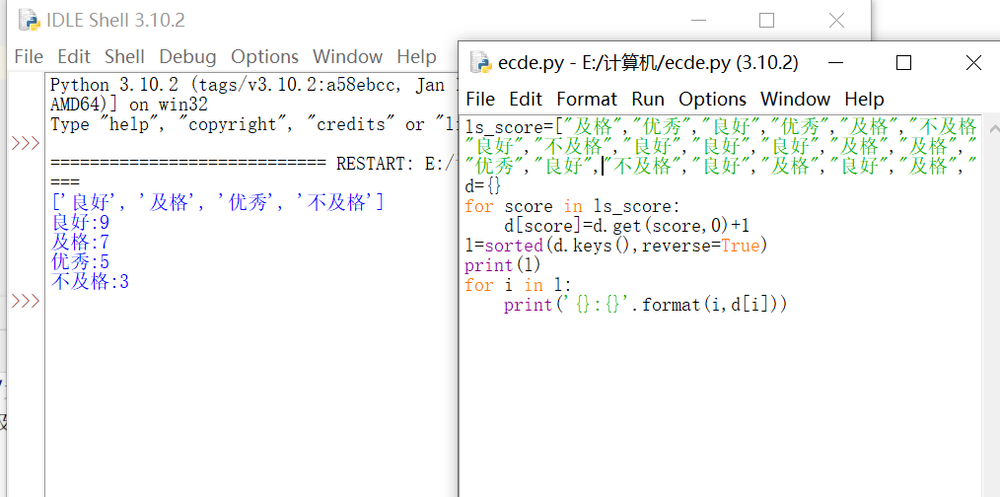 IDLE Shell 3.10.2
File Edit Shell Debug Options Window Help
Python 3.10.2 (tags/v3.10.2:a58ebcc, Jan
AMD64)] on win32
Type "help", "copyright", "credits" or
>>>
=========================== RESTART: E:/
===
['良好', '及格', '优秀', '不及格']
良好:9
及格:7
优秀:5
不及格:3
>>>
ecde.py - E:/计算机/ecde.py (3.10.2)
File Edit Format Run Options Window Help
ls_score=["及格","优秀","良好","优秀","及格","不及格
"良好","不及格","良好","良好","良好","及格","及格","
"优秀","良好","不及格","良好","及格","良好","及格","
d={}
for score in ls_score:
    d[score]=d.get(score,0)+1
l=sorted(d.keys(),reverse=True)
print(l)
for i in l:
    print('{}:{}'.format(i,d[i]))